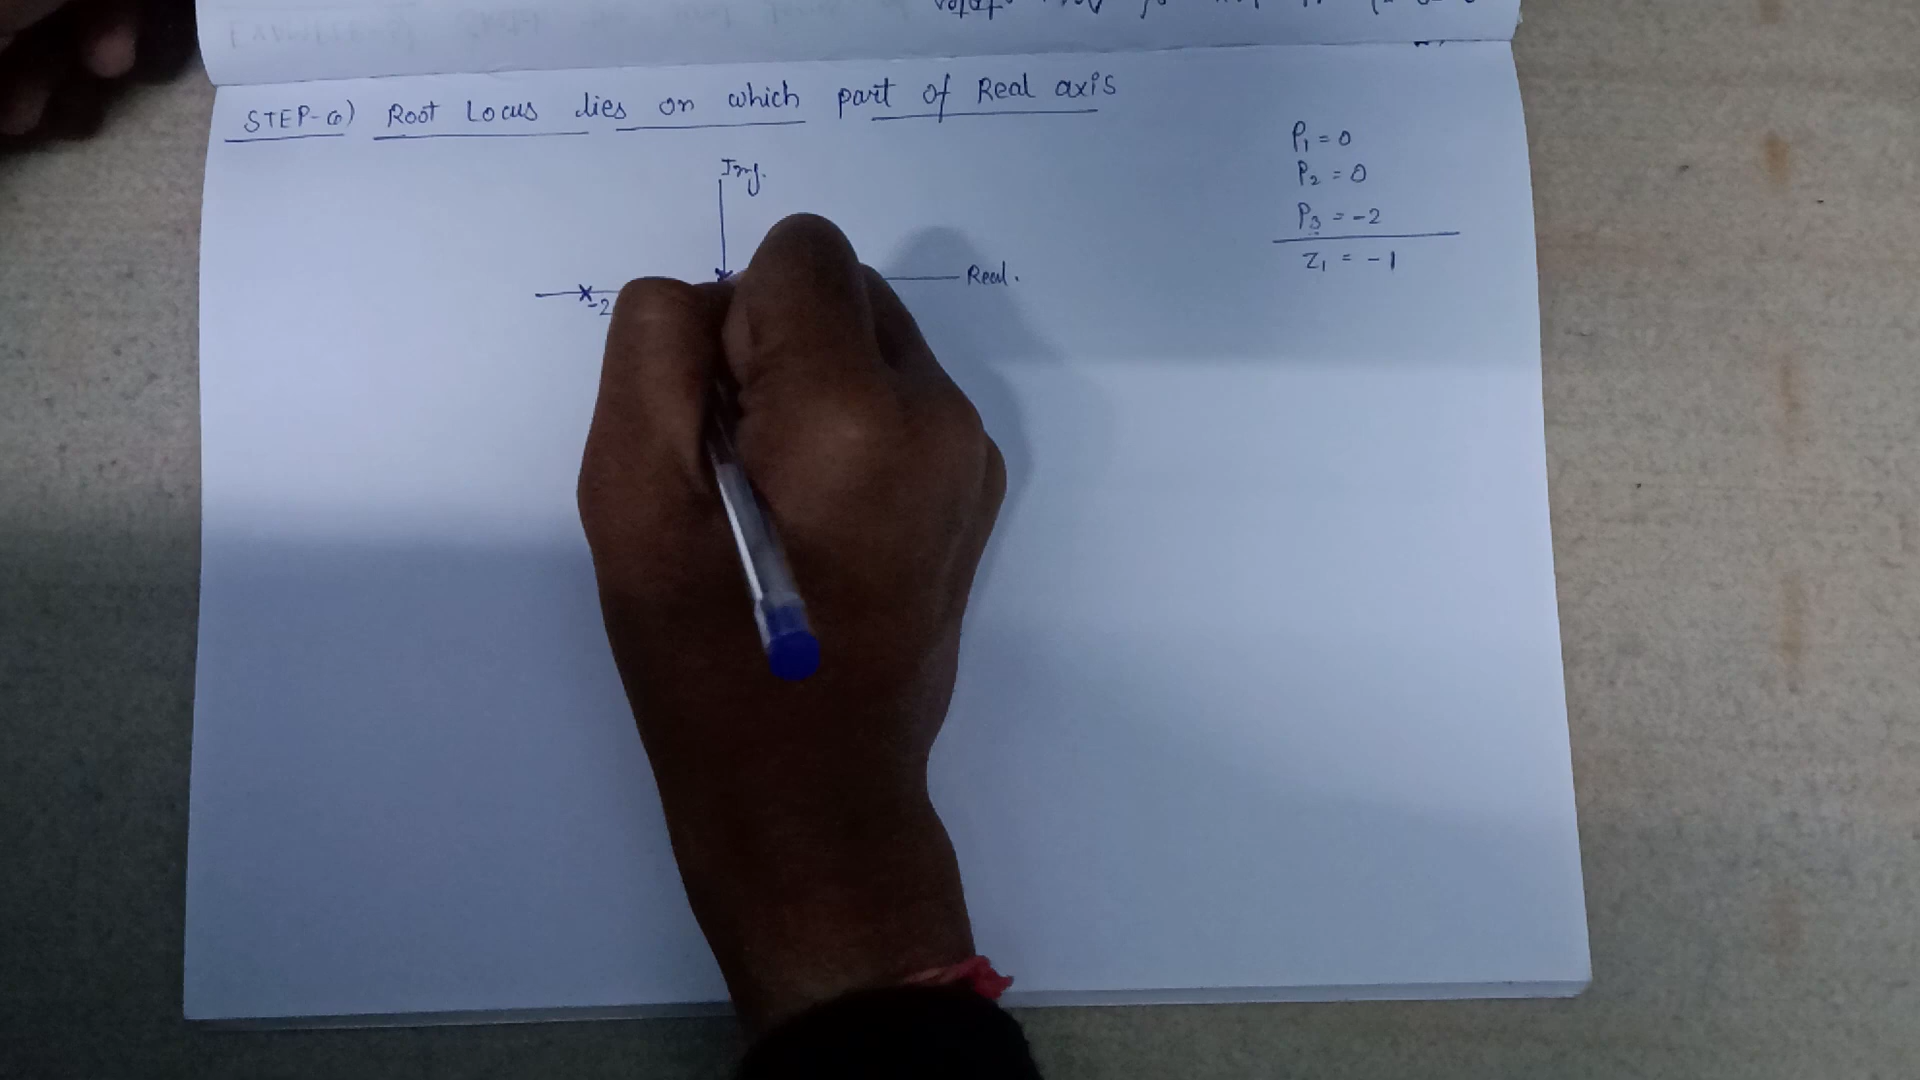 STEP-6) Root Locus lies on which part of Real axis
P1 = 0
P2 = 0
P3 = -2
Z1 = -1
Img.
Real.
-2